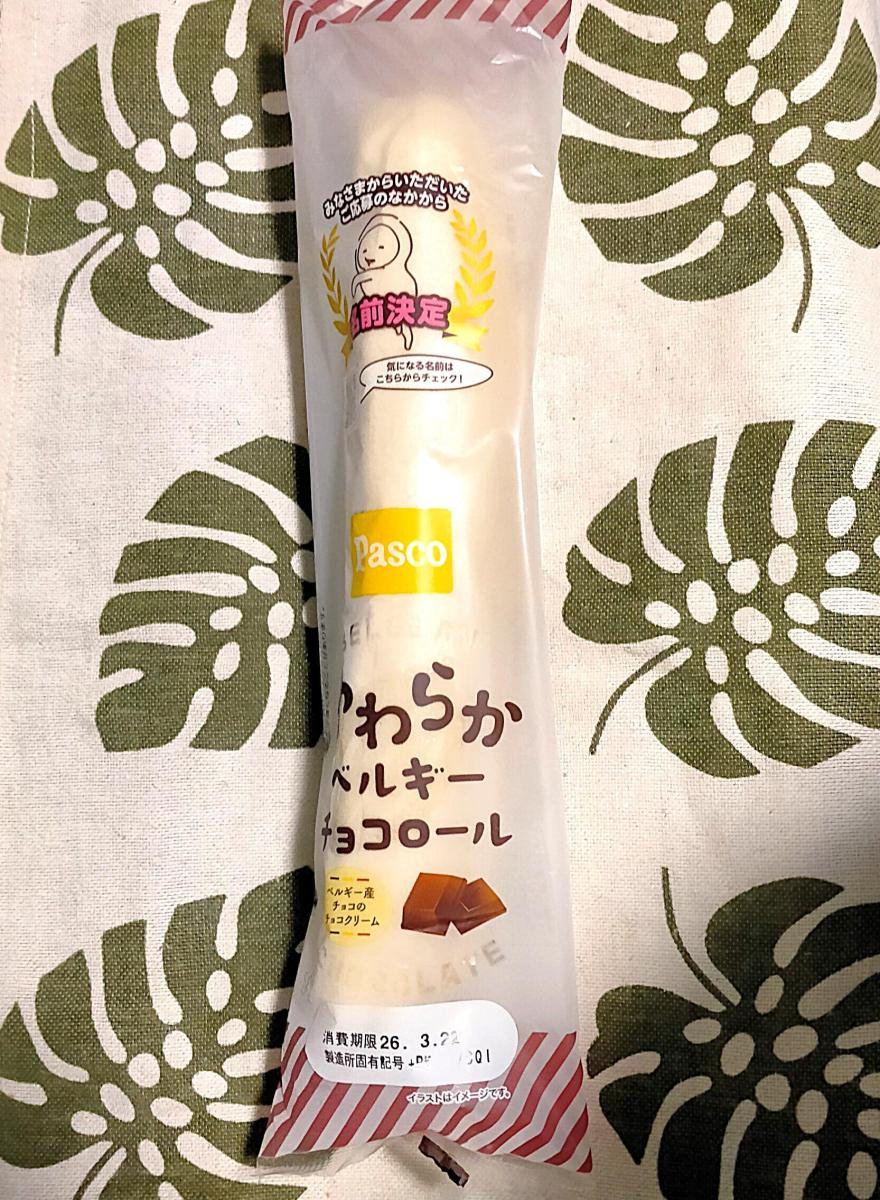 みなさまからいただいた
ご応募のなかから
名前決定
気になる名前は
こちらからチェック!
Pasco
やわらか
ベルギー
チョコロール
ベルギー産
チョコの
チョコクリーム
CHOCOLATE
消費期限26. 3.22
製造所固有記号
イラストはイメージです。